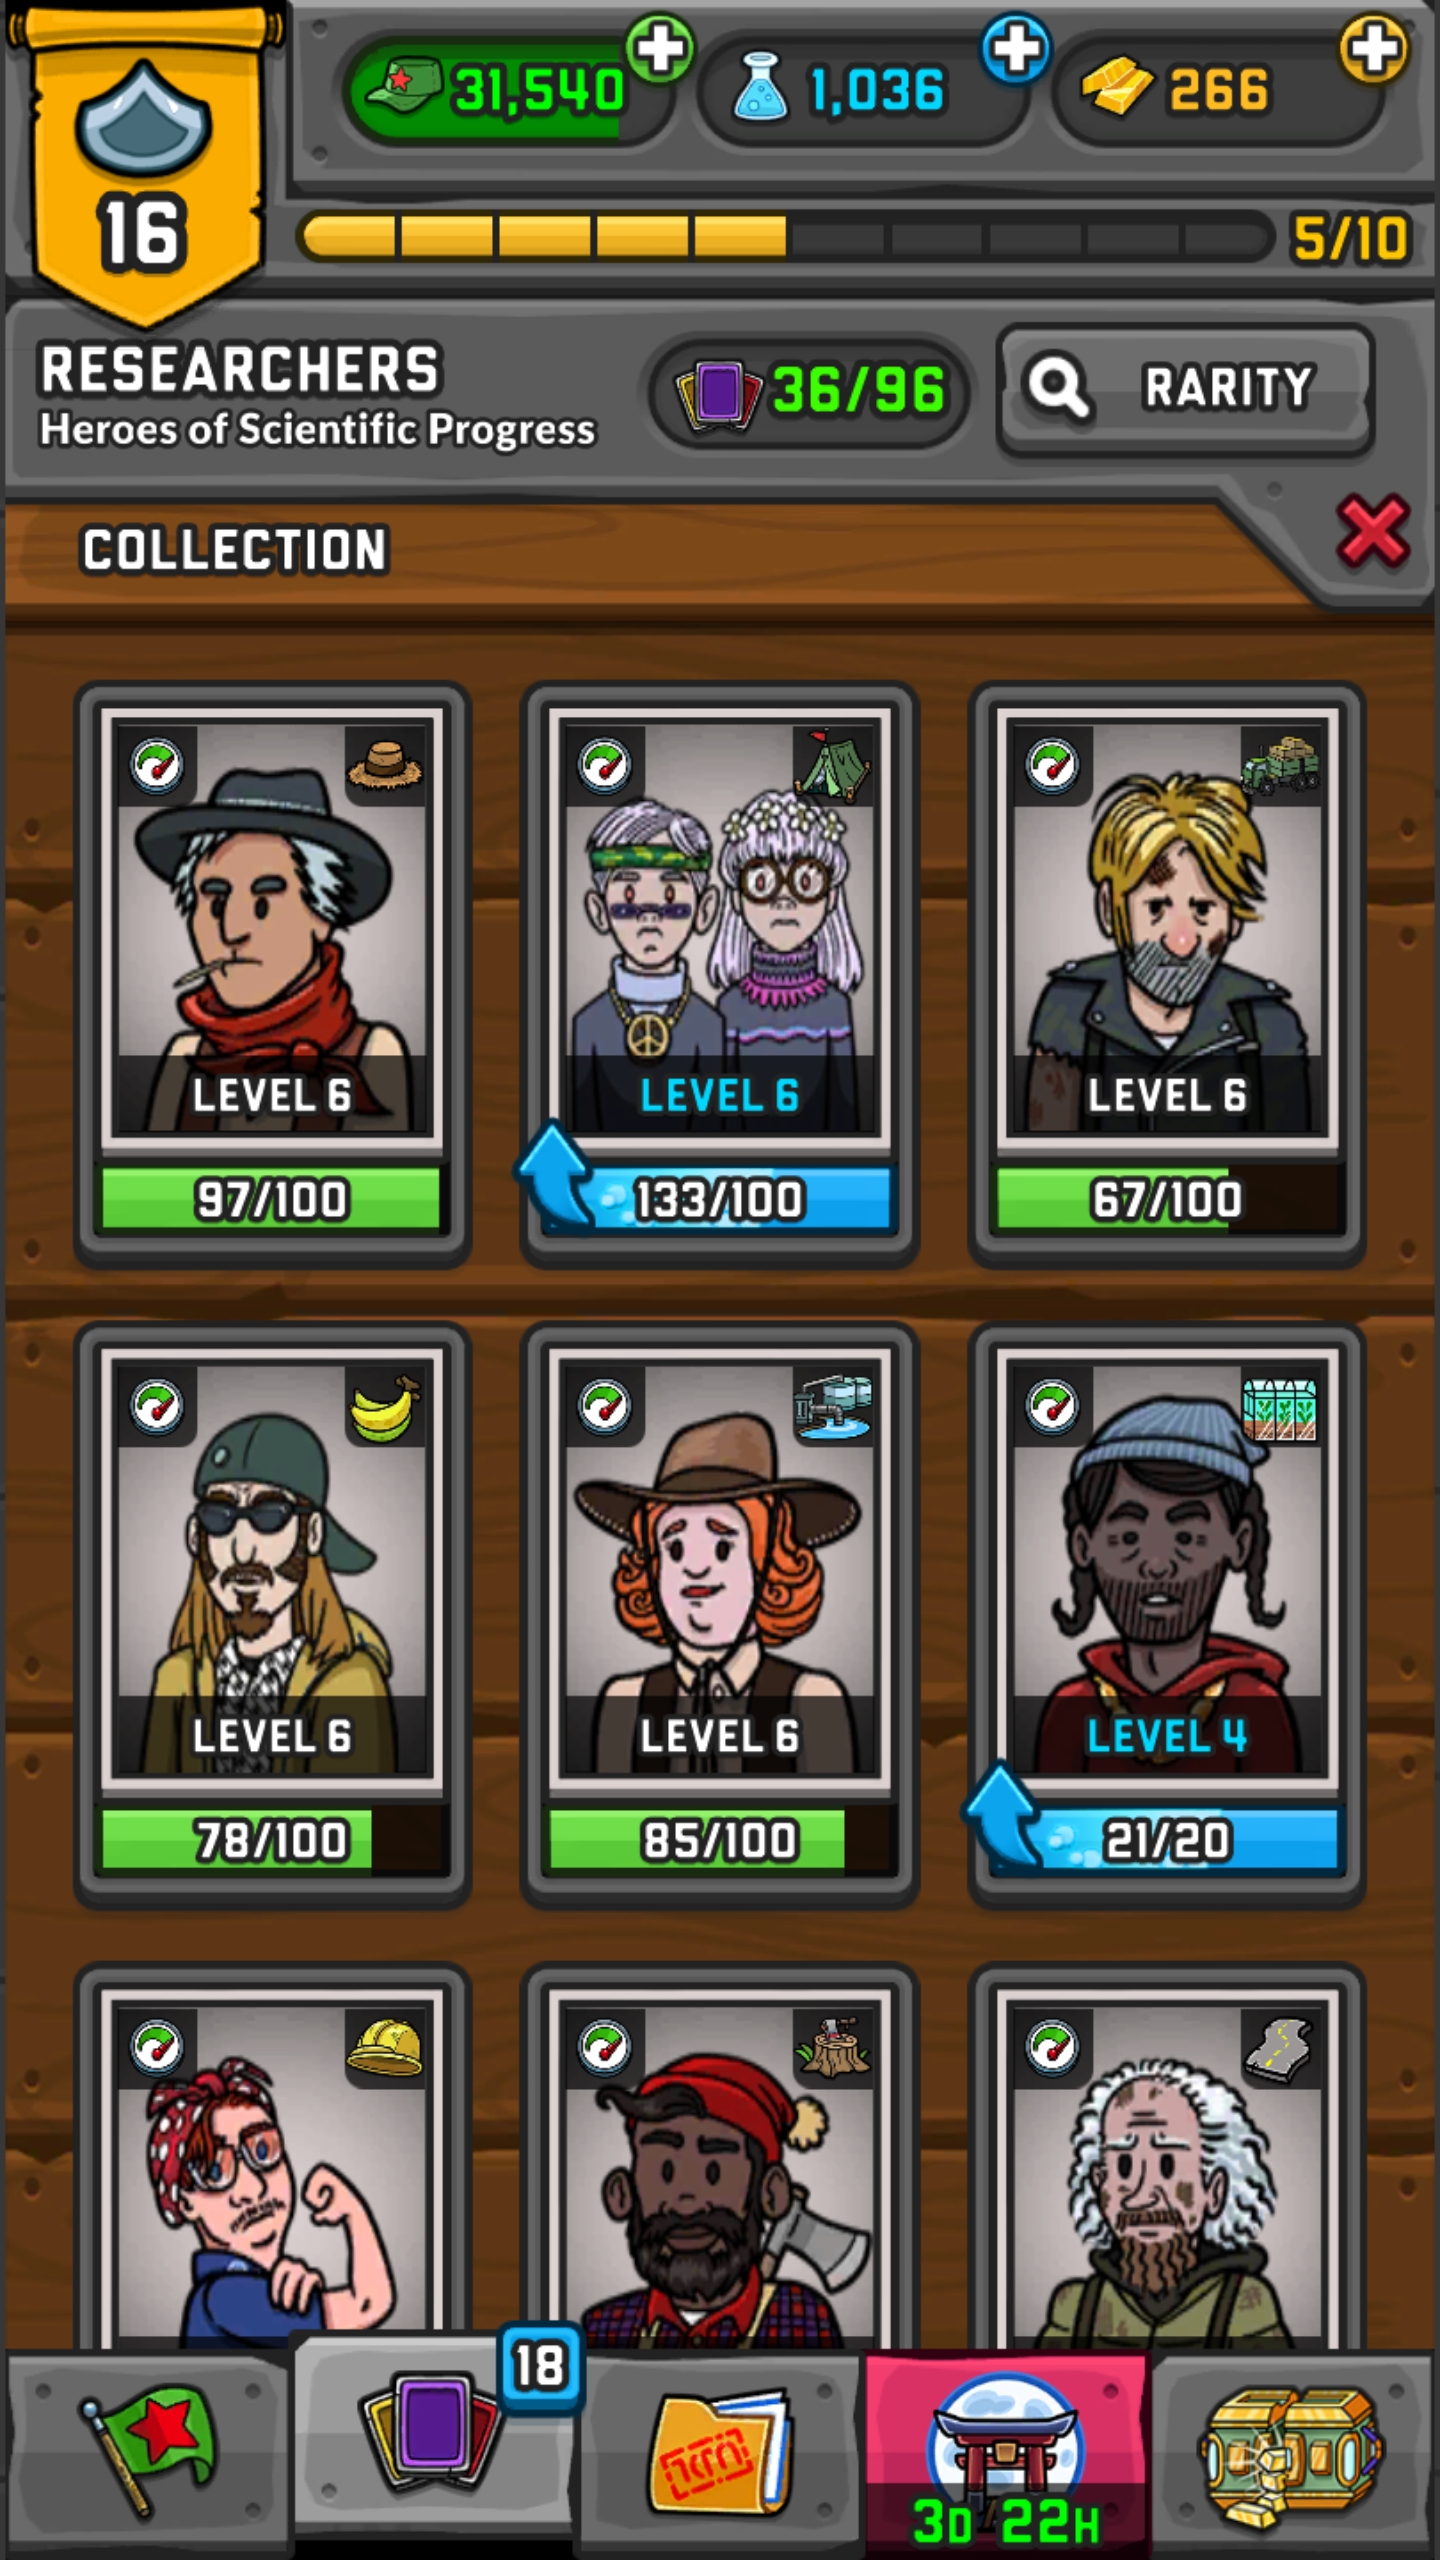 31,540
1,036
266
16
5/10
RESEARCHERS
Heroes of Scientific Progress
36/96
RARITY
COLLECTION
LEVEL 6
LEVEL 6
LEVEL 6
97/100
133/100
67/100
LEVEL 6
LEVEL 6
LEVEL 4
78/100
85/100
21/20
18
3D 22H